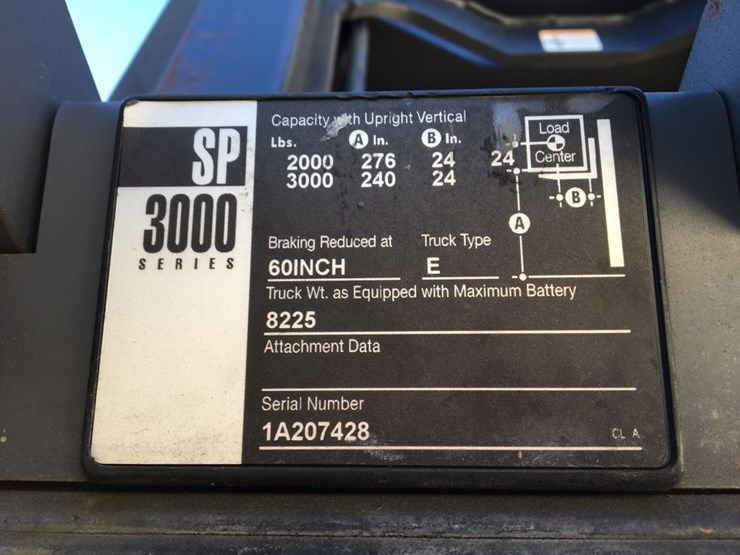 SP
3000
SERIES
Capacity with Upright Vertical
Lbs. A In. B In.
2000 276 24
3000 240 24
24
Load
Center
B
A
Braking Reduced at Truck Type
60INCH E
Truck Wt. as Equipped with Maximum Battery
8225
Attachment Data
Serial Number
1A207428
CL A